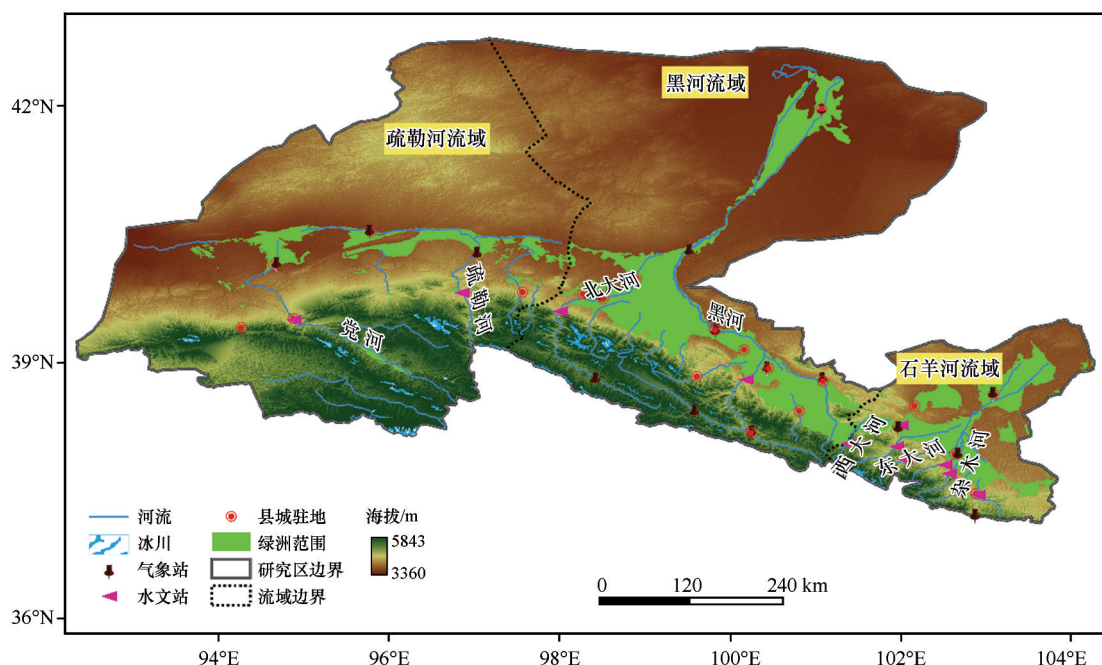 42°N
39°N
36°N
黑河流域
疏勒河流域
疏勒河
北大河
党河
黑河
石羊河流域
西大河
东大河
杂木河
河流
县城驻地
海拔/m
冰川
绿洲范围
5843
气象站
研究区边界
3360
水文站
流域边界
0 120 240 km
94°E 96°E 98°E 100°E 102°E 104°E